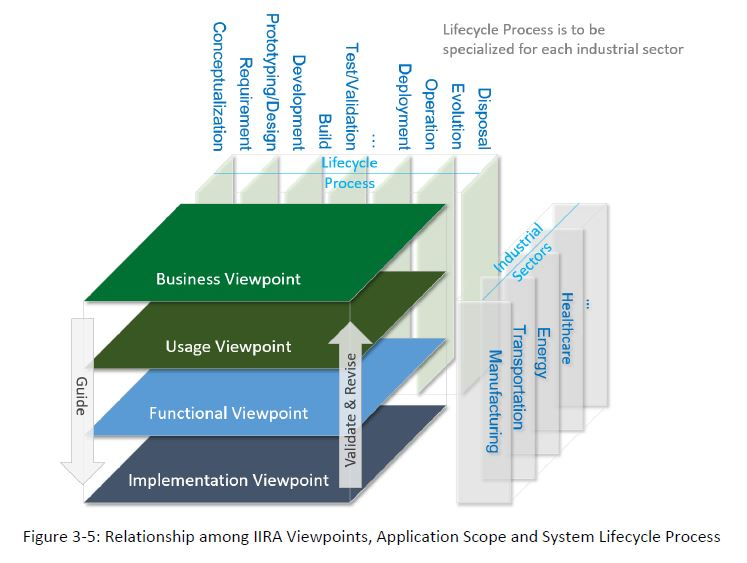 Lifecycle Process is to be
specialized for each industrial sector
Conceptualization
Requirement
Prototyping/Design
Development
Build
Test/Validation
...
Deployment
Operation
Evolution
Disposal
Lifecycle
Process
Business Viewpoint
Usage Viewpoint
Functional Viewpoint
Implementation Viewpoint
Guide
Validate & Revise
Industrial
Sectors
Manufacturing
Transportation
Energy
Healthcare
...
Figure 3-5: Relationship among IIRA Viewpoints, Application Scope and System Lifecycle Process